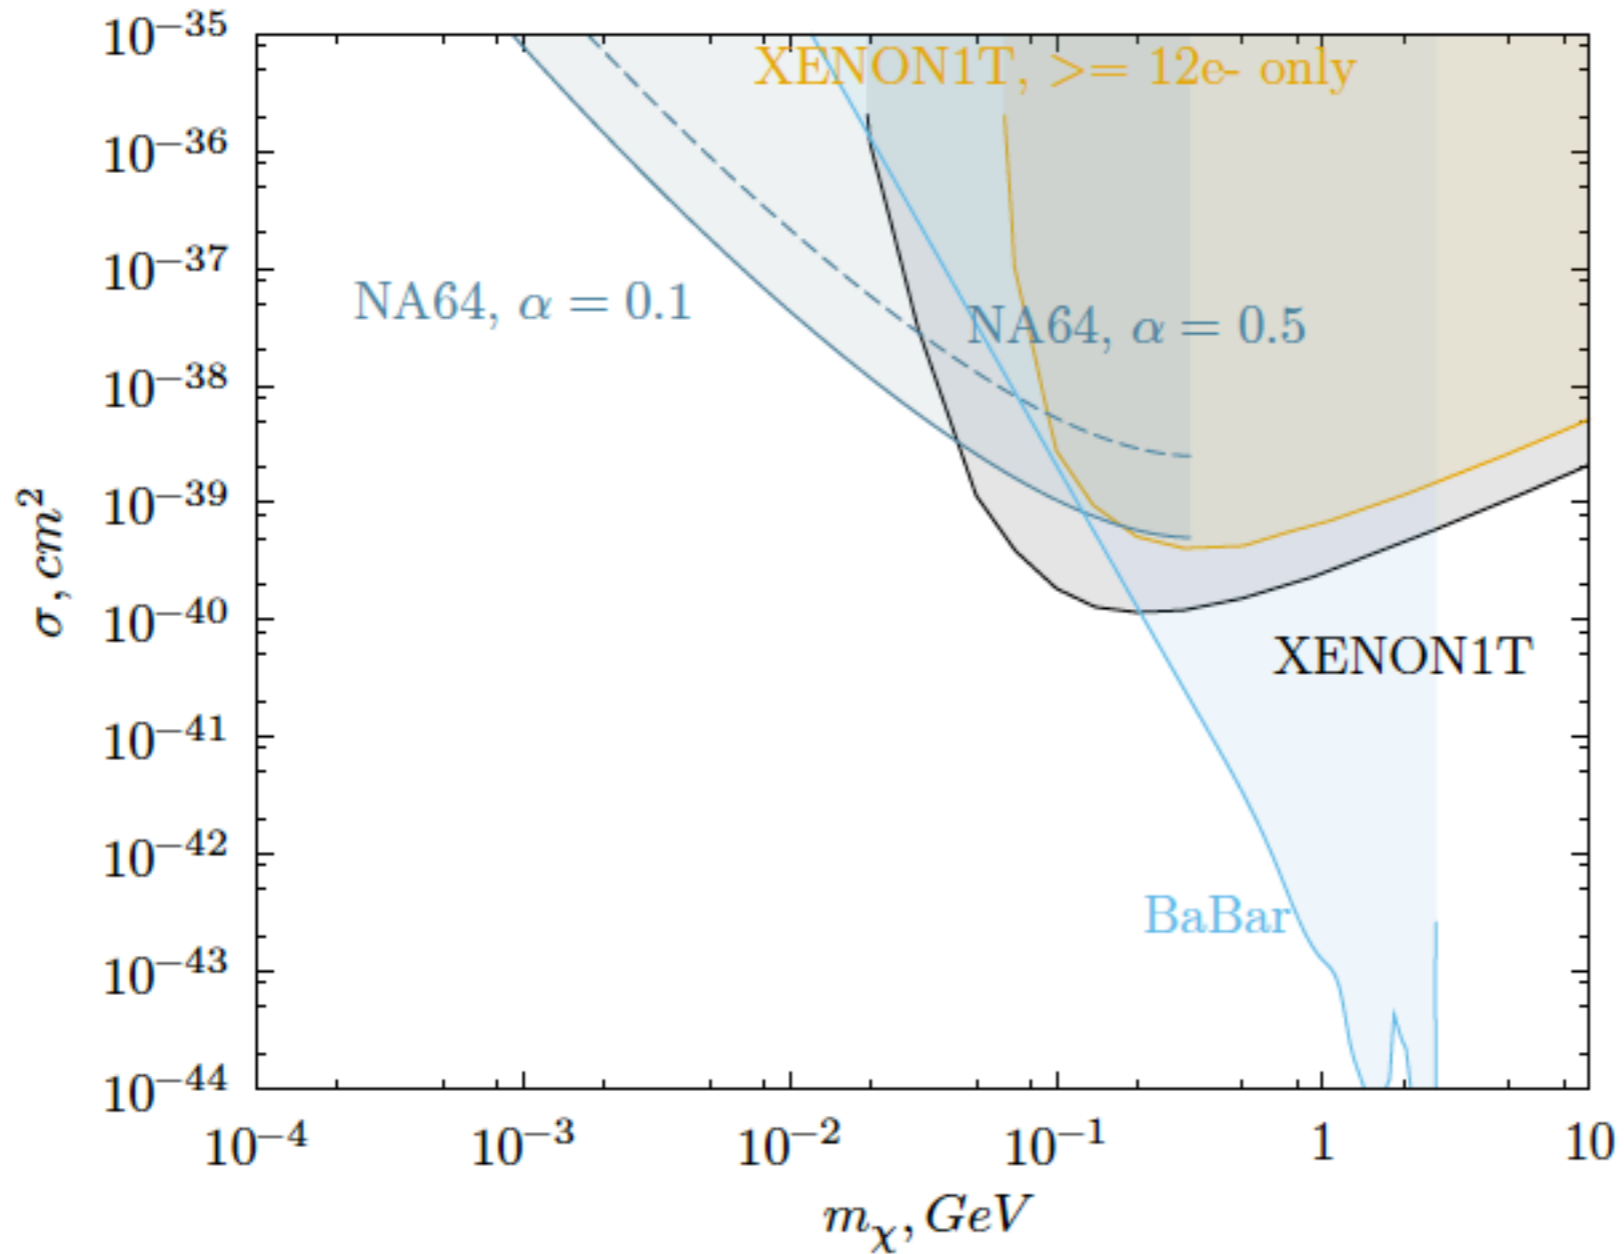 10⁻³⁵
XENON1T, >= 12e- only
10⁻³⁶
10⁻³⁷
NA64, α = 0.1
NA64, α = 0.5
10⁻³⁸
10⁻³⁹
σ, cm²
10⁻⁴⁰
XENON1T
10⁻⁴¹
10⁻⁴²
BaBar
10⁻⁴³
10⁻⁴⁴
10⁻⁴ 10⁻³ 10⁻² 10⁻¹ 1 10
m_χ, GeV